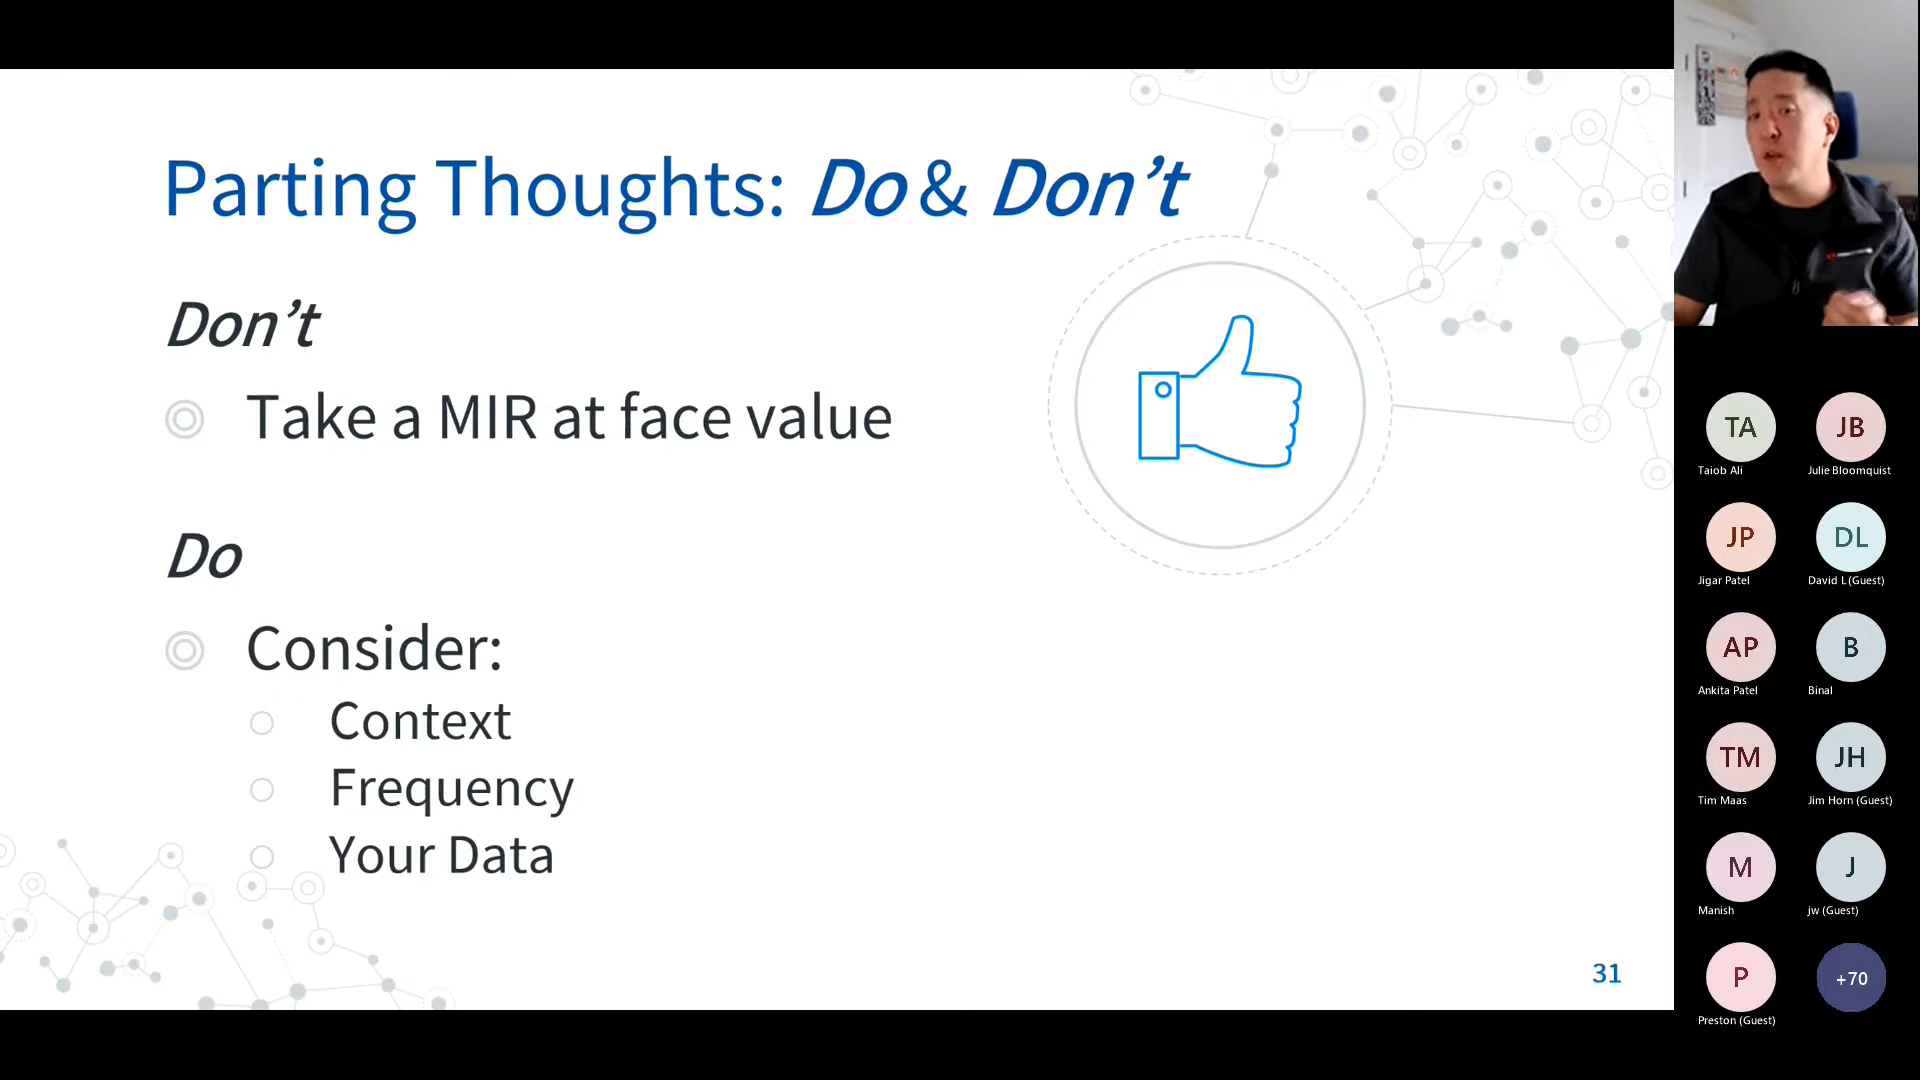 Parting Thoughts: Do & Don't
Don't
Take a MIR at face value
Do
Consider:
Context
Frequency
Your Data
31
TA
Taiob Ali
JB
Julie Bloomquist
JP
Jigar Patel
DL
David L (Guest)
AP
Ankita Patel
B
Binal
TM
Tim Maas
JH
Jim Horn (Guest)
M
Manish
J
jw (Guest)
P
Preston (Guest)
+70